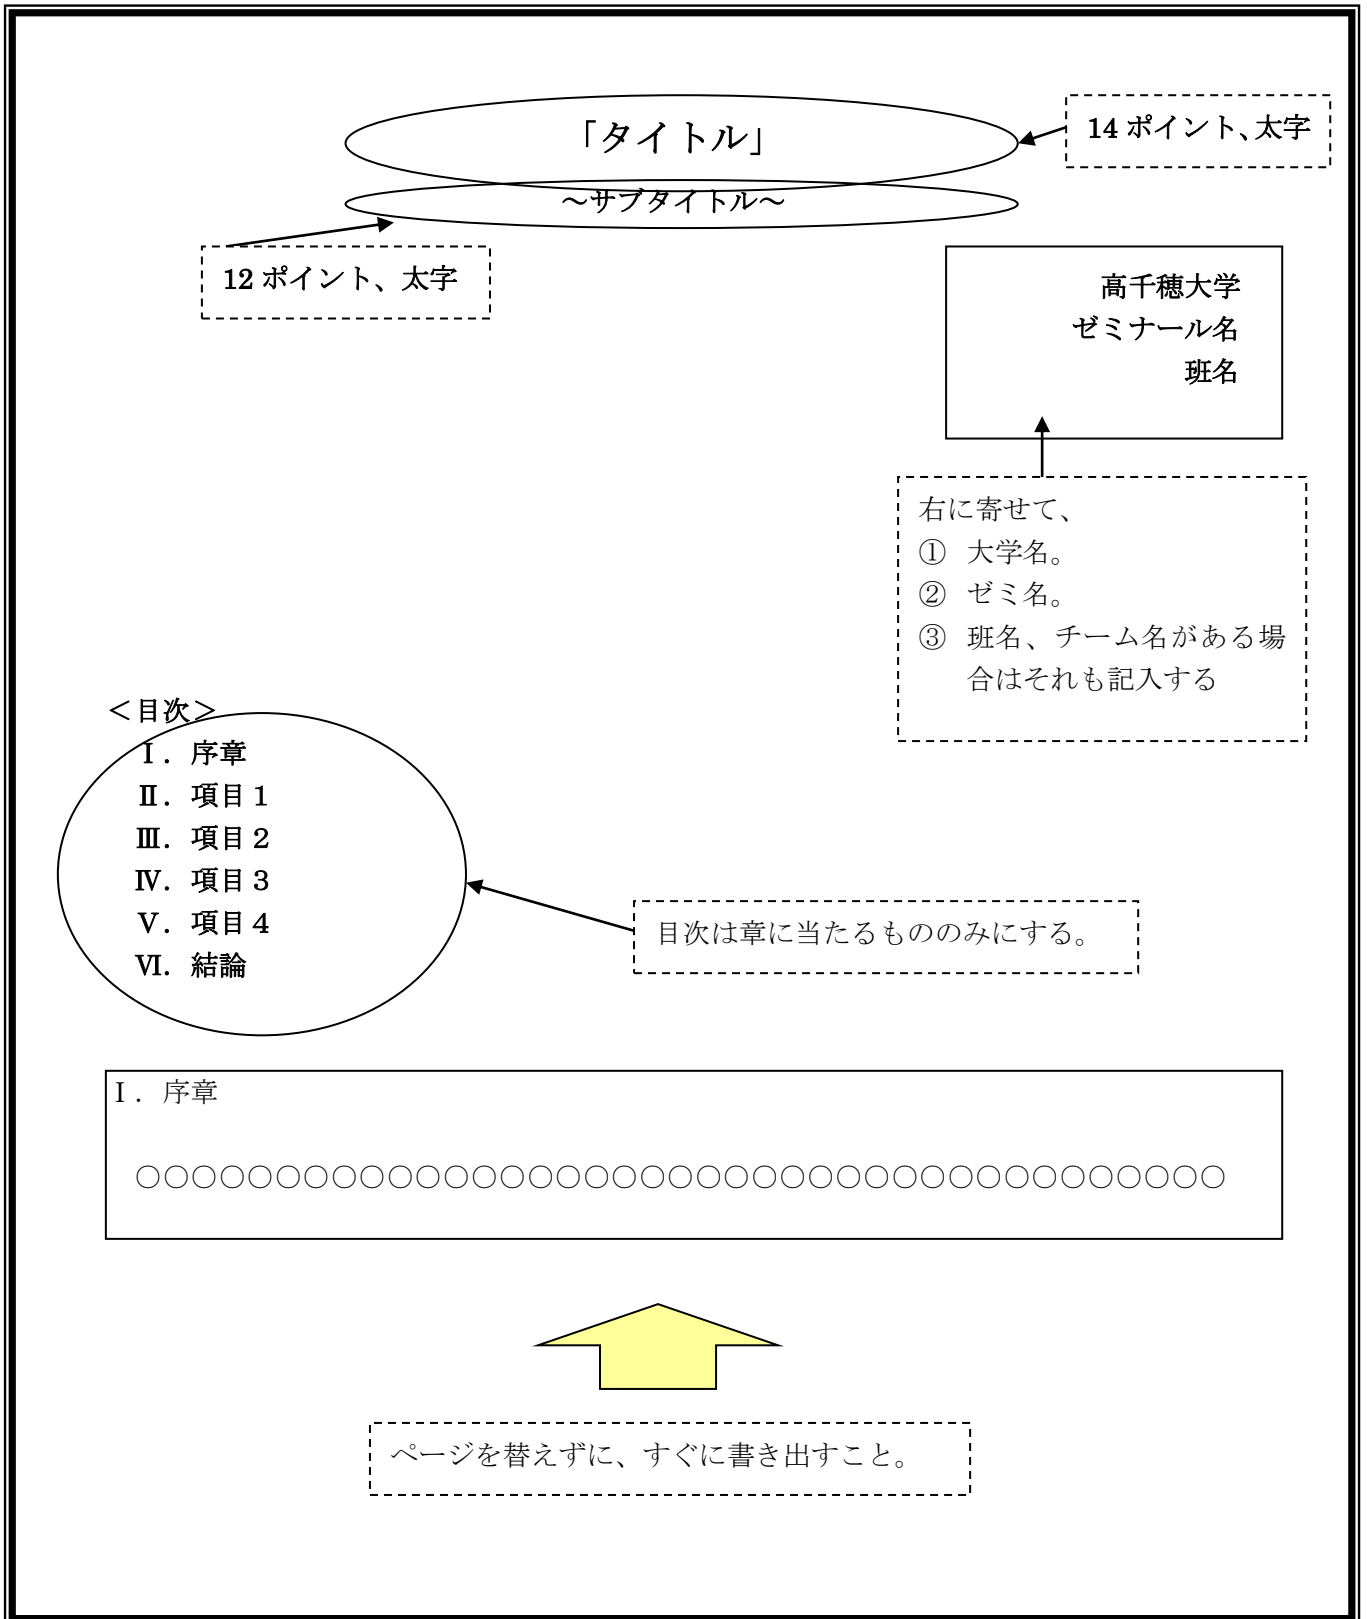 「タイトル」
14 ポイント、太字
～サブタイトル～
12 ポイント、太字
高千穂大学
ゼミナール名
班名
右に寄せて、
① 大学名。
② ゼミ名。
③ 班名、チーム名がある場
合はそれも記入する
＜目次＞
Ⅰ．序章
Ⅱ．項目１
Ⅲ．項目２
Ⅳ．項目３
Ⅴ．項目４
Ⅵ．結論
目次は章に当たるもののみにする。
Ⅰ．序章
○○○○○○○○○○○○○○○○○○○○○○○○○○○○○○○○○○○○○○○
ページを替えずに、すぐに書き出すこと。